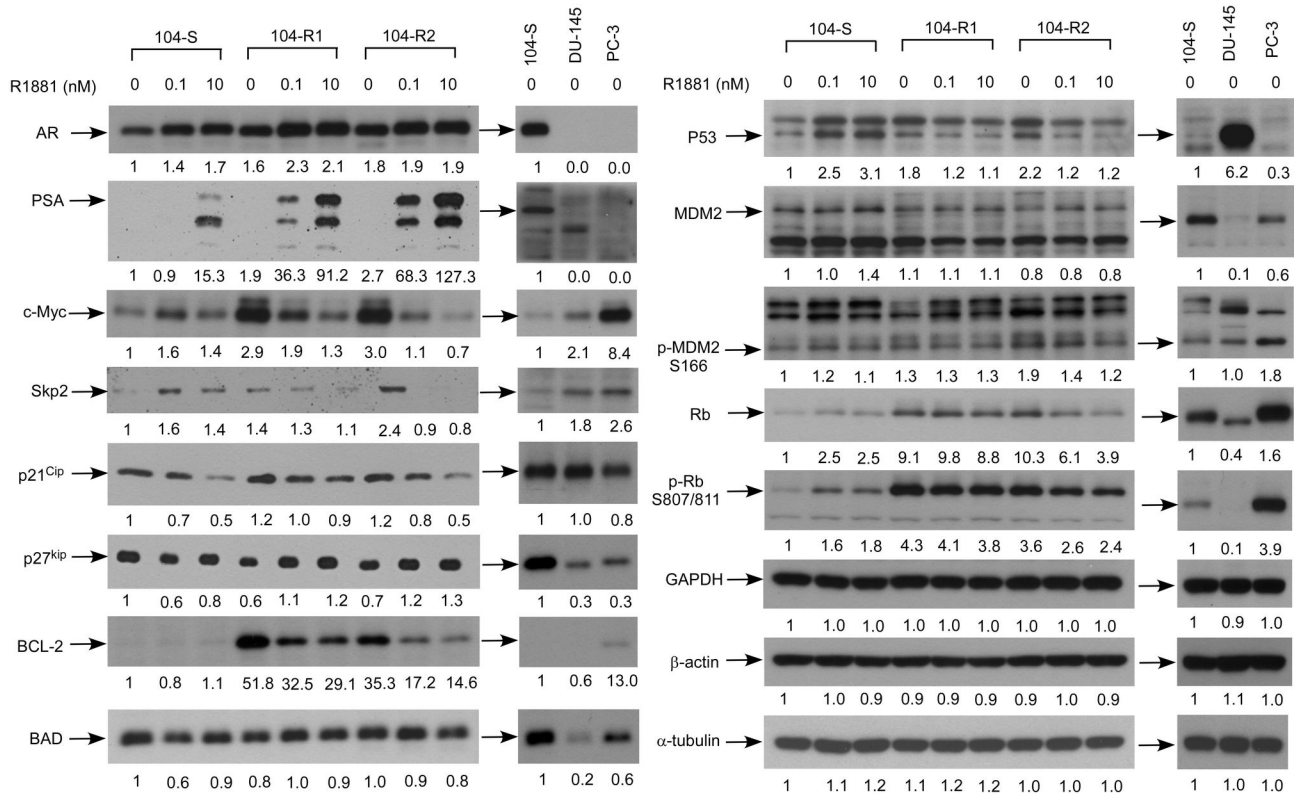 104-S 104-R1 104-R2 104-S DU-145 PC-3
R1881 (nM) 0 0.1 10 0 0.1 10 0 0.1 10 0 0 0
AR
1 1.4 1.7 1.6 2.3 2.1 1.8 1.9 1.9 1 0.0 0.0
PSA
1 0.9 15.3 1.9 36.3 91.2 2.7 68.3 127.3 1 0.0 0.0
c-Myc
1 1.6 1.4 2.9 1.9 1.3 3.0 1.1 0.7 1 2.1 8.4
Skp2
1 1.6 1.4 1.4 1.3 1.1 2.4 0.9 0.8 1 1.8 2.6
p21Cip
1 0.7 0.5 1.2 1.0 0.9 1.2 0.8 0.5 1 1.0 0.8
p27kip
1 0.6 0.8 0.6 1.1 1.2 0.7 1.2 1.3 1 0.3 0.3
BCL-2
1 0.8 1.1 51.8 32.5 29.1 35.3 17.2 14.6 1 0.6 13.0
BAD
1 0.6 0.9 0.8 1.0 0.9 1.0 0.9 0.8 1 0.2 0.6
104-S 104-R1 104-R2 104-S DU-145 PC-3
R1881 (nM) 0 0.1 10 0 0.1 10 0 0.1 10 0 0 0
P53
1 2.5 3.1 1.8 1.2 1.1 2.2 1.2 1.2 1 6.2 0.3
MDM2
1 1.0 1.4 1.1 1.1 1.1 0.8 0.8 0.8 1 0.1 0.6
p-MDM2
S166
1 1.2 1.1 1.3 1.3 1.3 1.9 1.4 1.2 1 1.0 1.8
Rb
1 2.5 2.5 9.1 9.8 8.8 10.3 6.1 3.9 1 0.4 1.6
p-Rb
S807/811
1 1.6 1.8 4.3 4.1 3.8 3.6 2.6 2.4 1 0.1 3.9
GAPDH
1 1.0 1.0 1.0 1.0 1.0 1.0 1.0 1.0 1 0.9 1.0
β-actin
1 1.0 0.9 0.9 0.9 0.9 0.9 1.0 0.9 1 1.1 1.0
α-tubulin
1 1.1 1.2 1.1 1.2 1.2 1.0 1.0 1.0 1 1.0 1.0